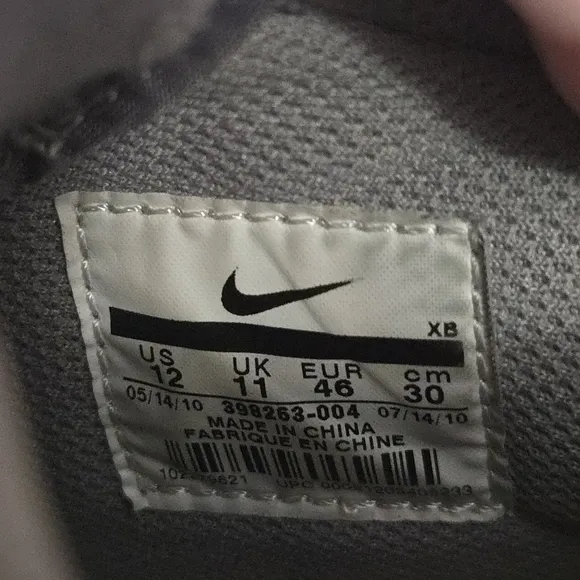 XB
US UK EUR cm
12 11 46 30
05/14/10 398263-004 07/14/10
MADE IN CHINA
FABRIQUE EN CHINE
UPC